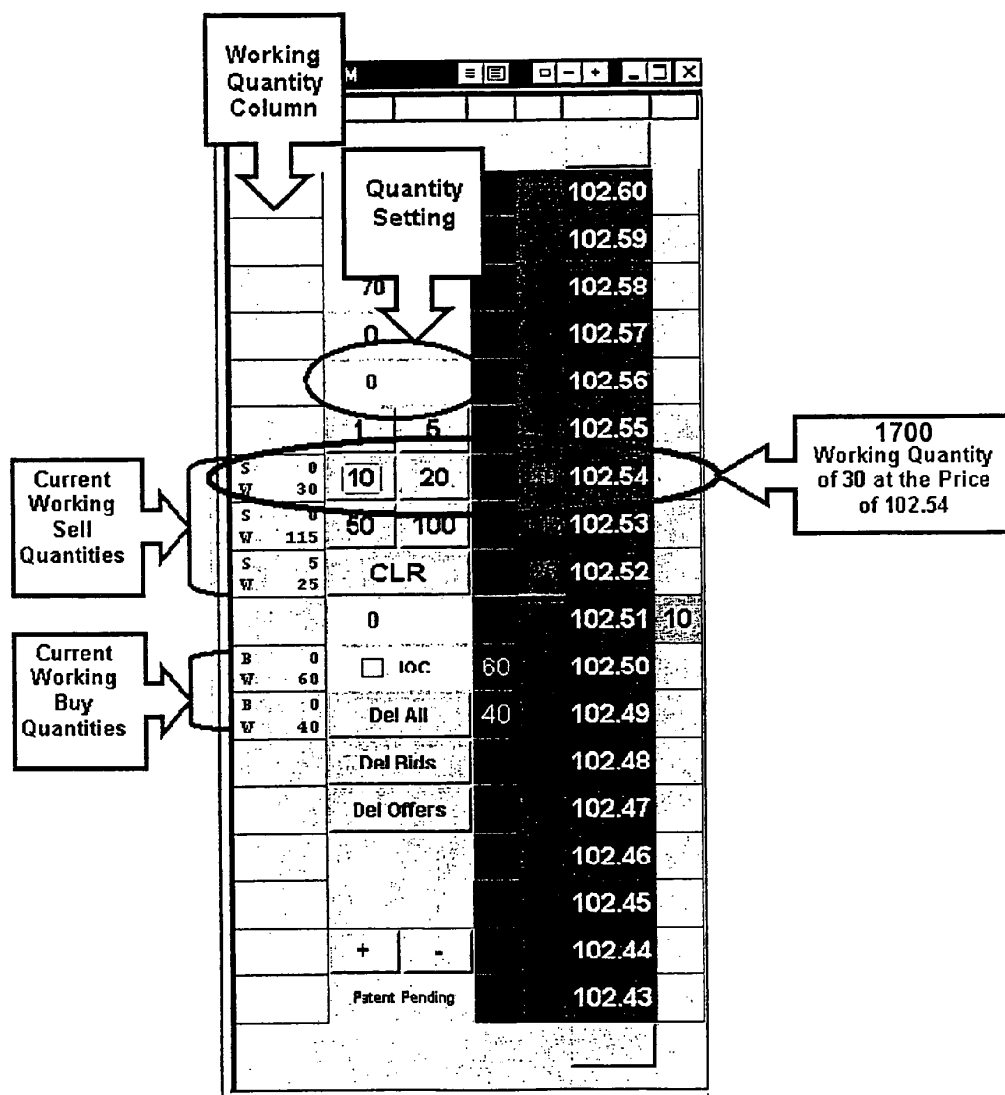 Working
Quantity
Column
M
Quantity
Setting
102.60
102.59
70 102.58
0 102.57
0 102.56
1 5 102.55
1700
Working Quantity
of 30 at the Price
of 102.54
Current
Working
Sell
Quantities
S 0
W 30 10 20 102.54
S 0
W 115 50 100 102.53
S 5
W 25 CLR 102.52
0 102.51 10
Current
Working
Buy
Quantities
B 0
W 60 IOC 60 102.50
B 0
W 40 Del All 40 102.49
Del Bids 102.48
Del Offers 102.47
102.46
102.45
+ - 102.44
Patent Pending 102.43